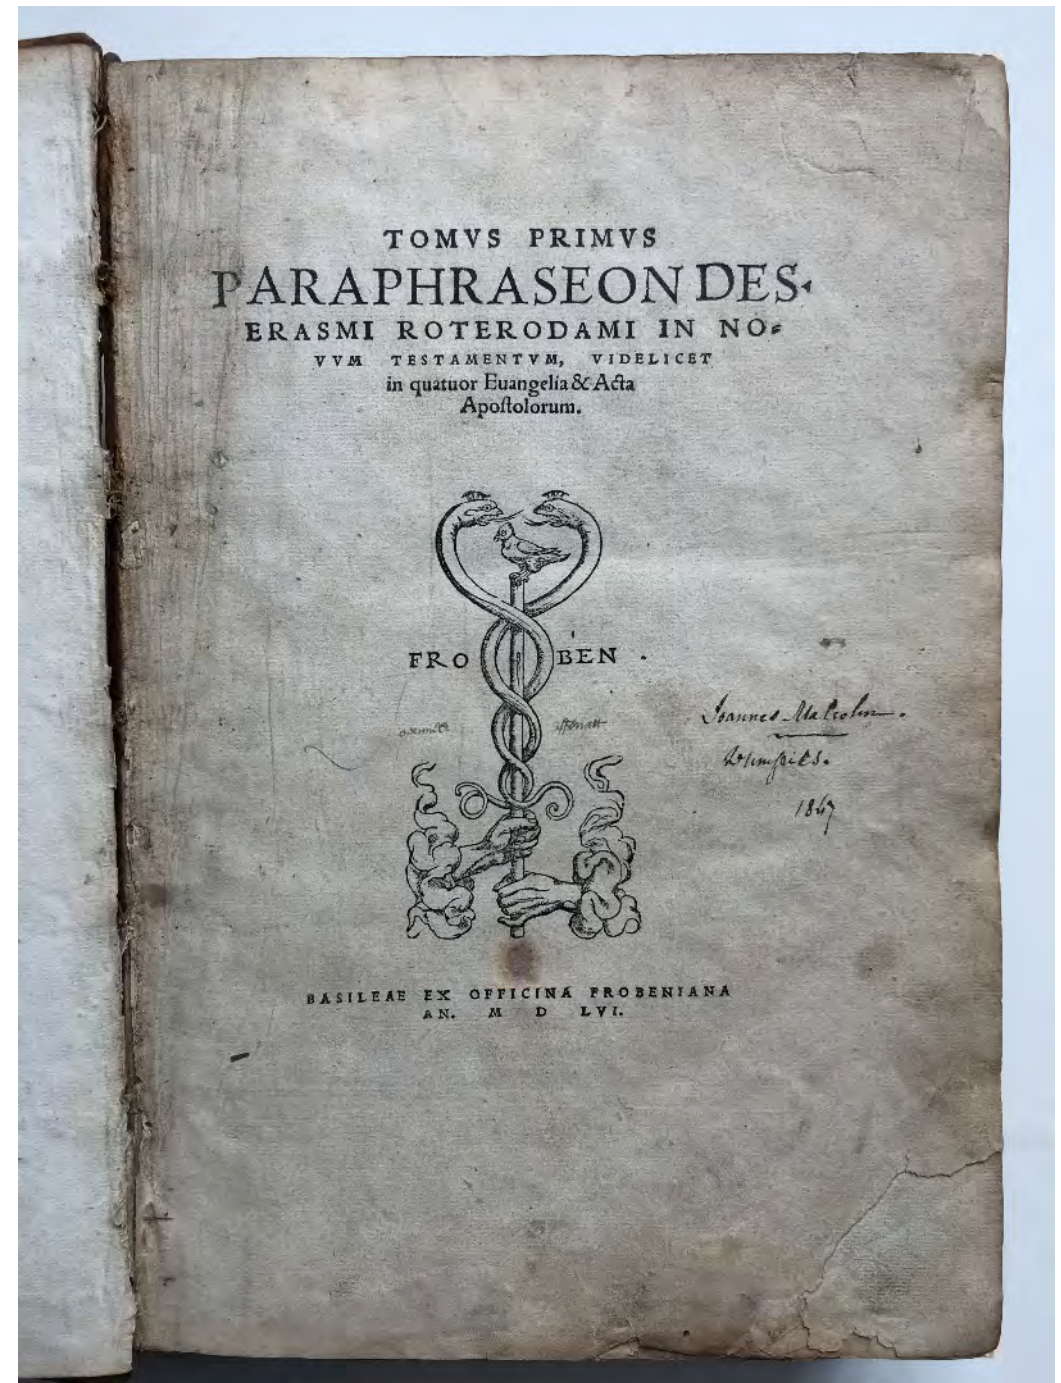 TOMVS PRIMVS
PARAPHRASEON DES.
ERASMI ROTERODAMI IN NO=
VVM TESTAMENTVM, VIDELICET
in quatuor Euangelia & Acta
Apoſtolorum.
FRO BEN .
Joannes Malcolm.
Dumfries.
1847
BASILEAE EX OFFICINA FROBENIANA
AN. M D LVI.